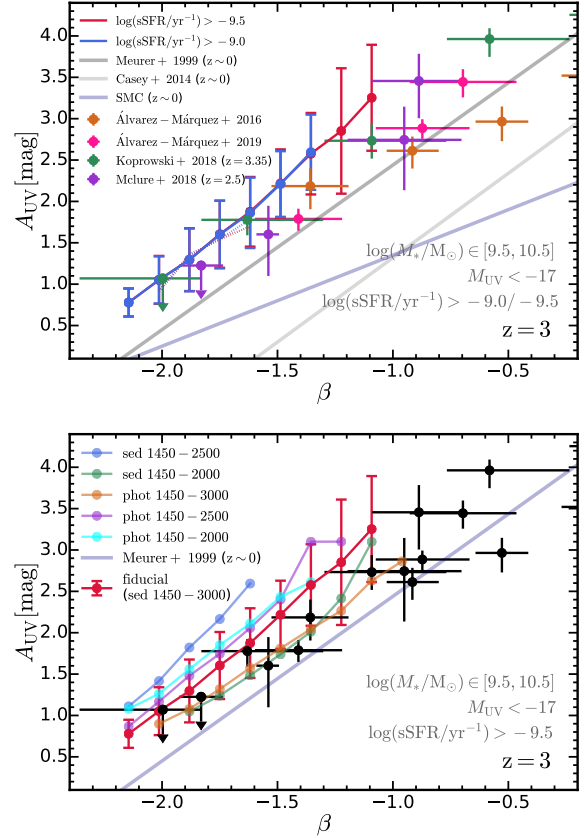 log(sSFR/yr⁻¹) > −9.5
log(sSFR/yr⁻¹) > −9.0
Meurer+ 1999 (z∼0)
Casey+ 2014 (z∼0)
SMC (z∼0)
Álvarez−Márquez+ 2016
Álvarez−Márquez+ 2019
Koprowski+ 2018 (z=3.35)
Mclure+ 2018 (z=2.5)
4.0
3.5
3.0
2.5
2.0
1.5
1.0
0.5
A_UV[mag]
log(M_*/M_⊙) ∈ [9.5, 10.5]
M_UV < −17
log(sSFR/yr⁻¹) > −9.0/−9.5
z = 3
−2.0 −1.5 −1.0 −0.5
β
sed 1450−2500
sed 1450−2000
phot 1450−3000
phot 1450−2500
phot 1450−2000
Meurer+ 1999 (z∼0)
fiducial
(sed 1450−3000)
4.0
3.5
3.0
2.5
2.0
1.5
1.0
0.5
A_UV[mag]
log(M_*/M_⊙) ∈ [9.5, 10.5]
M_UV < −17
log(sSFR/yr⁻¹) > −9.5
z = 3
−2.0 −1.5 −1.0 −0.5
β